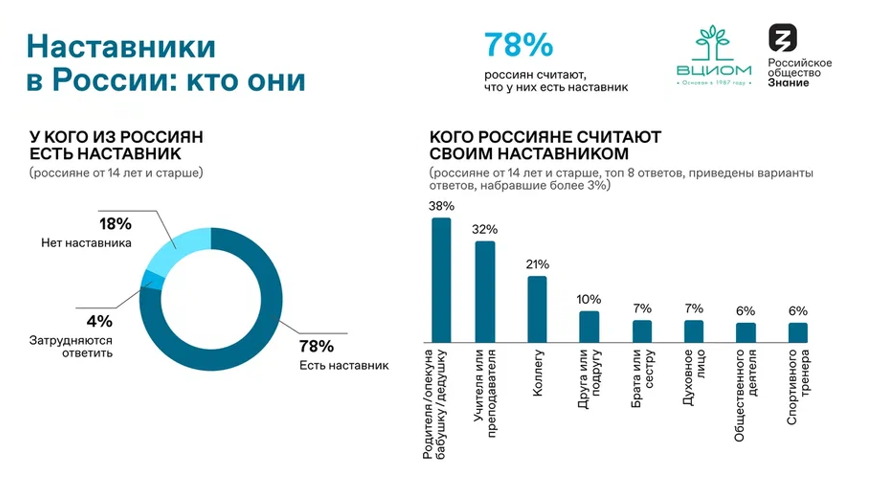 Наставники
в России: кто они
78%
россиян считают,
что у них есть наставник
ВЦИОМ
• Основан в 1987 году •
Российское
общество
Знание
У КОГО ИЗ РОССИЯН
ЕСТЬ НАСТАВНИК
(россияне от 14 лет и старше)
18%
Нет наставника
4%
Затрудняются
ответить
78%
Есть наставник
КОГО РОССИЯНЕ СЧИТАЮТ
СВОИМ НАСТАВНИКОМ
(россияне от 14 лет и старше, топ 8 ответов, приведены варианты
ответов, набравшие более 3%)
38%
32%
21%
10%
7%
7%
6%
6%
Родителя/опекуна
бабушку/дедушку
Учителя или
преподавателя
Коллегу
Друга или
подругу
Брата или
сестру
Духовное
лицо
Общественного
деятеля
Спортивного
тренера